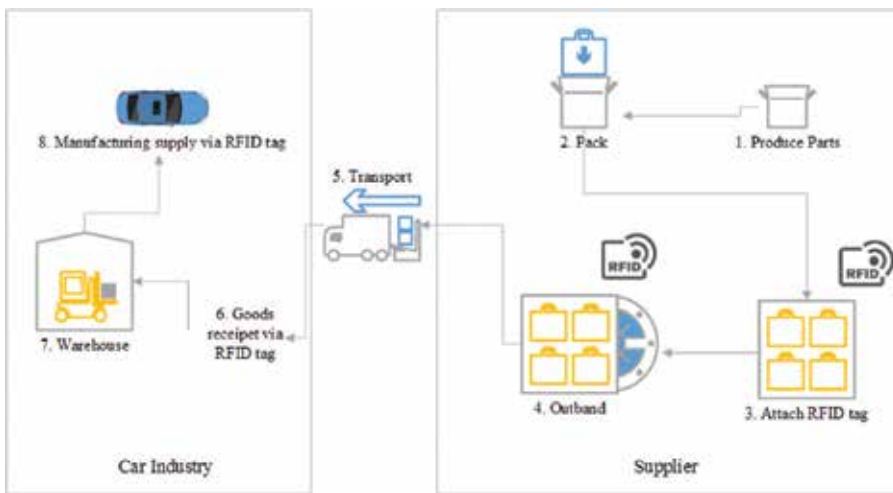 8. Manufacturing supply via RFID tag
2. Pack
1. Produce Parts
5. Transport
RFID
RFID
6. Goods
receipet via
RFID tag
7. Warehouse
4. Outband
3. Attach RFID tag
Car Industry
Supplier